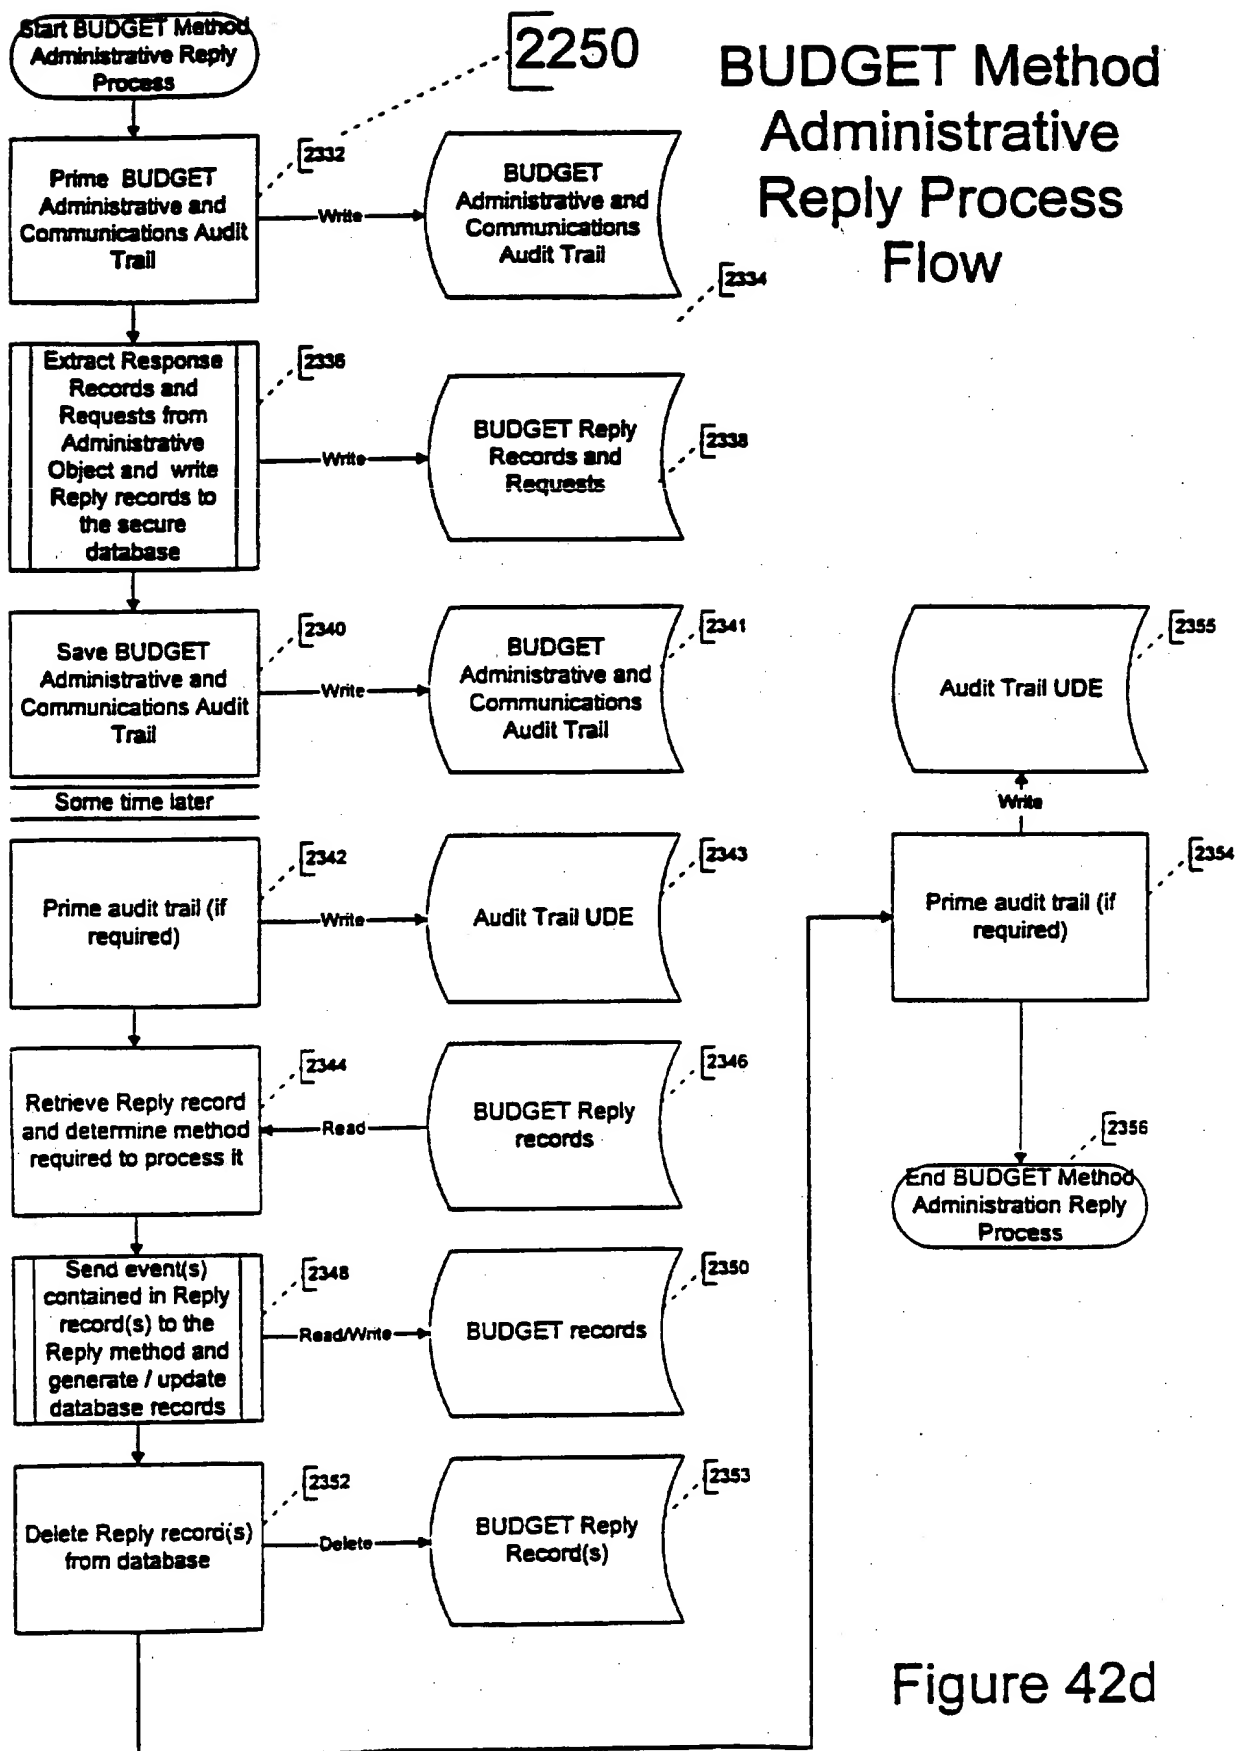 Start BUDGET Method
Administrative Reply
Process
2250
BUDGET Method
Administrative
Reply Process
Flow
Prime BUDGET
Administrative and
Communications Audit
Trail
2332
Write
BUDGET
Administrative and
Communications
Audit Trail
2334
Extract Response
Records and
Requests from
Administrative
Object and write
Reply records to
the secure
database
2336
Write
BUDGET Reply
Records and
Requests
2338
Save BUDGET
Administrative and
Communications Audit
Trail
2340
Write
BUDGET
Administrative and
Communications
Audit Trail
2341
Some time later
Prime audit trail (if
required)
2342
Write
Audit Trail UDE
2343
Retrieve Reply record
and determine method
required to process it
2344
Read
BUDGET Reply
records
2346
Send event(s)
contained in Reply
record(s) to the
Reply method and
generate / update
database records
2348
Read/Write
BUDGET records
2350
Delete Reply record(s)
from database
2352
Delete
BUDGET Reply
Record(s)
2353
Audit Trail UDE
2355
Write
Prime audit trail (if
required)
2354
2356
End BUDGET Method
Administration Reply
Process
Figure 42d